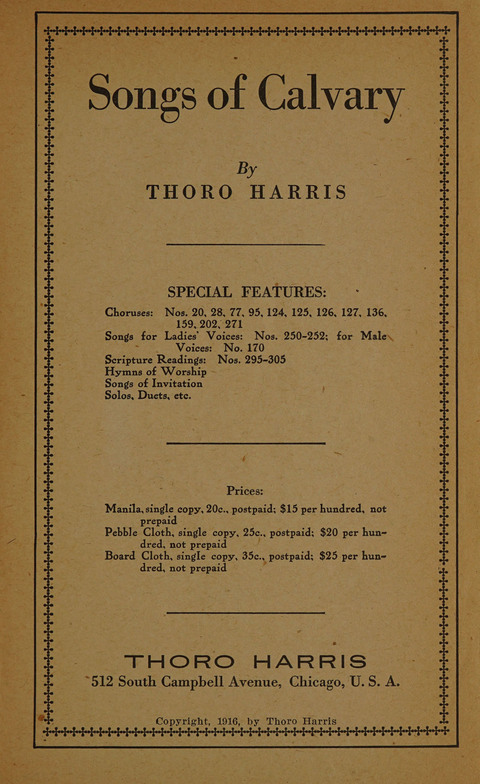 Songs of Calvary
By
THORO HARRIS
SPECIAL FEATURES:
Choruses: Nos. 20, 28, 77, 95, 124, 125, 126, 127, 136,
159, 202, 271
Songs for Ladies' Voices: Nos. 250-252; for Male
Voices: No. 170
Scripture Readings: Nos. 295-305
Hymns of Worship
Songs of Invitation
Solos, Duets, etc.
Prices:
Manila, single copy, 20c., postpaid; $15 per hundred, not
prepaid
Pebble Cloth, single copy, 25c., postpaid; $20 per hun-
dred, not prepaid
Board Cloth, single copy, 35c., postpaid; $25 per hun-
dred, not prepaid
THORO HARRIS
512 South Campbell Avenue, Chicago, U. S. A.
Copyright, 1916, by Thoro Harris